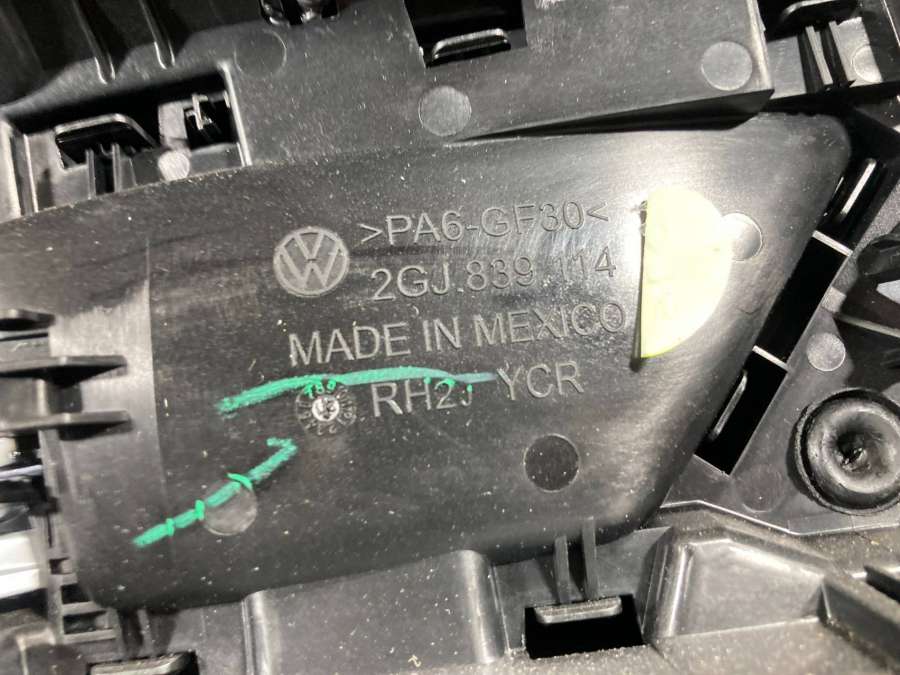 >PA6-GF30<
2GJ.839 114
MADE IN MEXICO
RH2J YCR